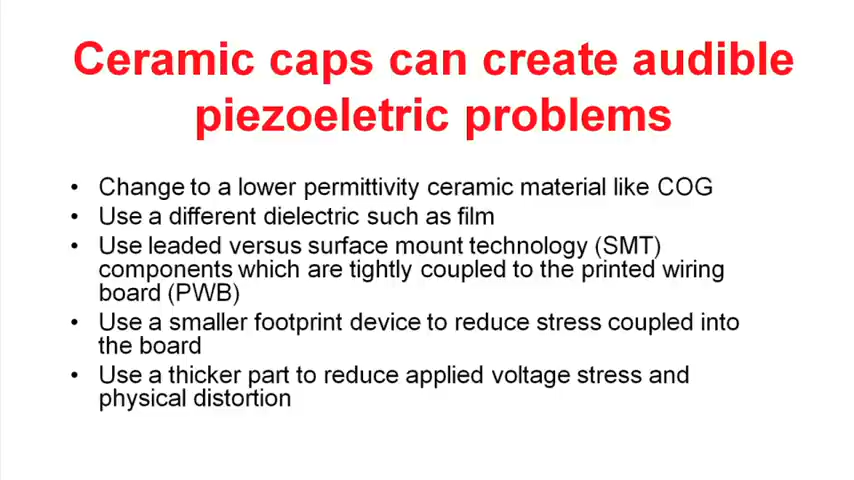 Ceramic caps can create audible
piezoeletric problems
• Change to a lower permittivity ceramic material like COG
• Use a different dielectric such as film
• Use leaded versus surface mount technology (SMT)
components which are tightly coupled to the printed wiring
board (PWB)
• Use a smaller footprint device to reduce stress coupled into
the board
• Use a thicker part to reduce applied voltage stress and
physical distortion